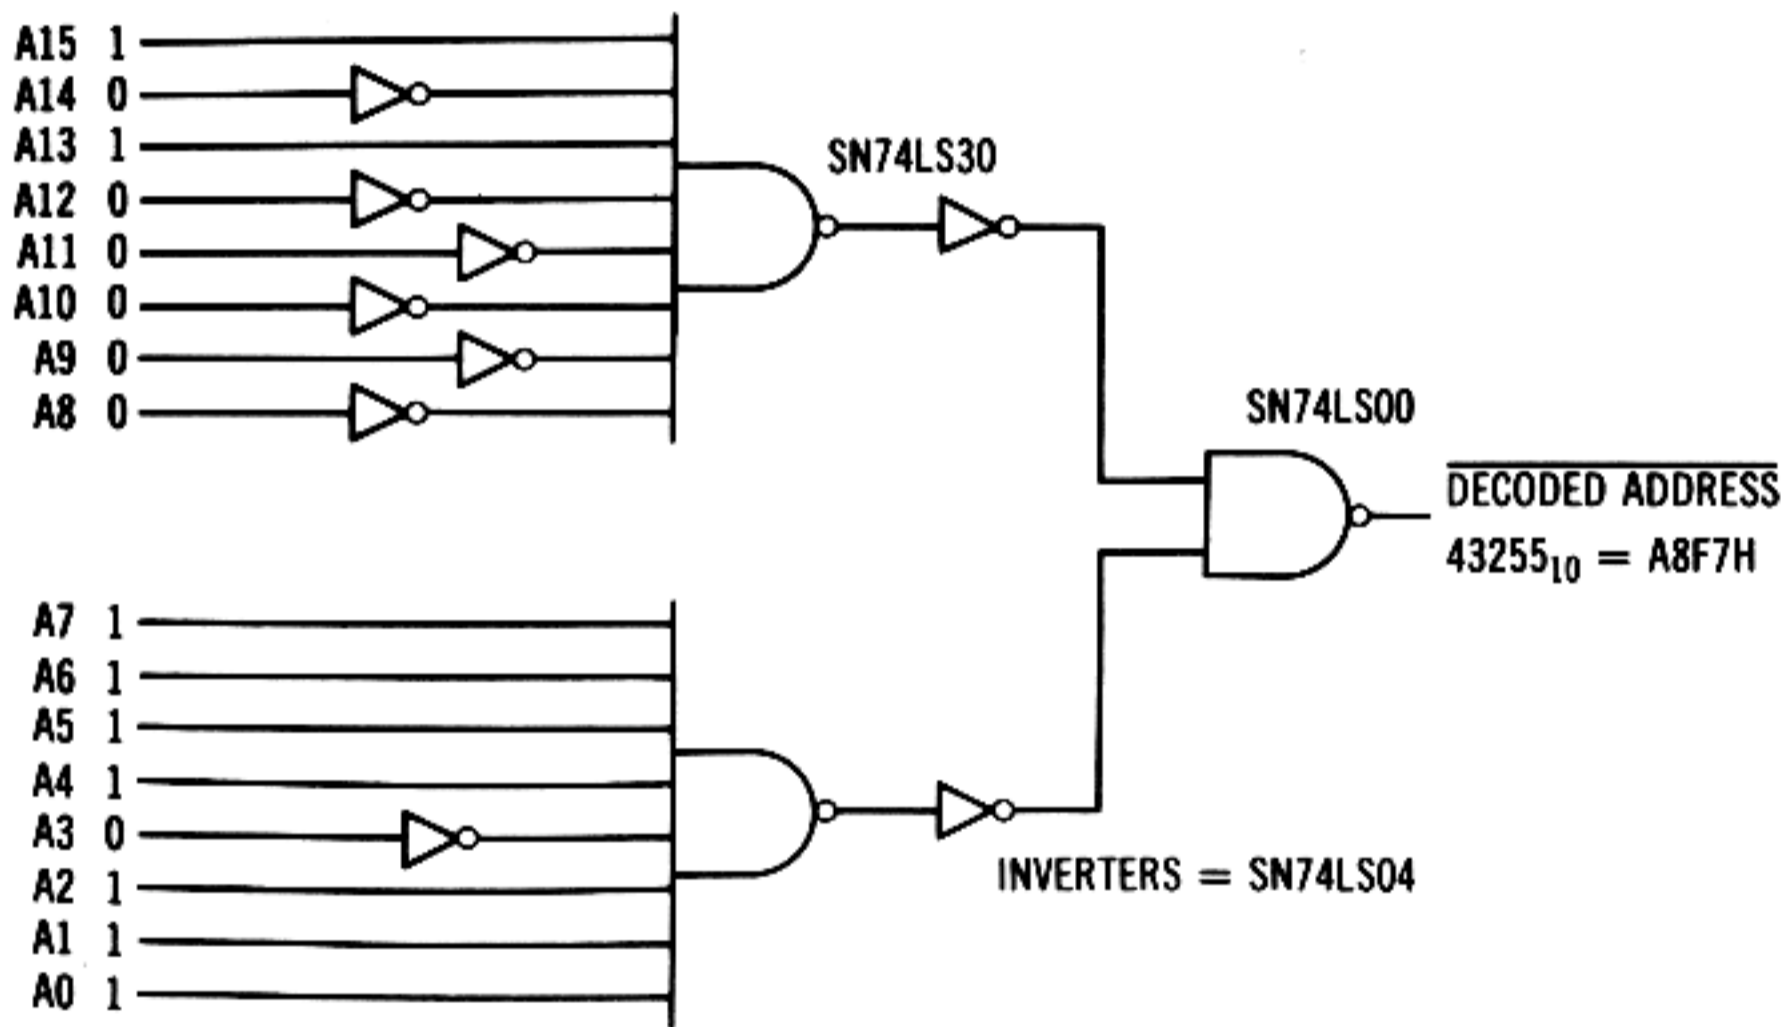 A15 1
A14 0
A13 1
SN74LS30
A12 0
A11 0
A10 0
A9 0
A8 0
SN74LS00
DECODED ADDRESS
43255₁₀ = A8F7H
A7 1
A6 1
A5 1
A4 1
A3 0
INVERTERS = SN74LS04
A2 1
A1 1
A0 1